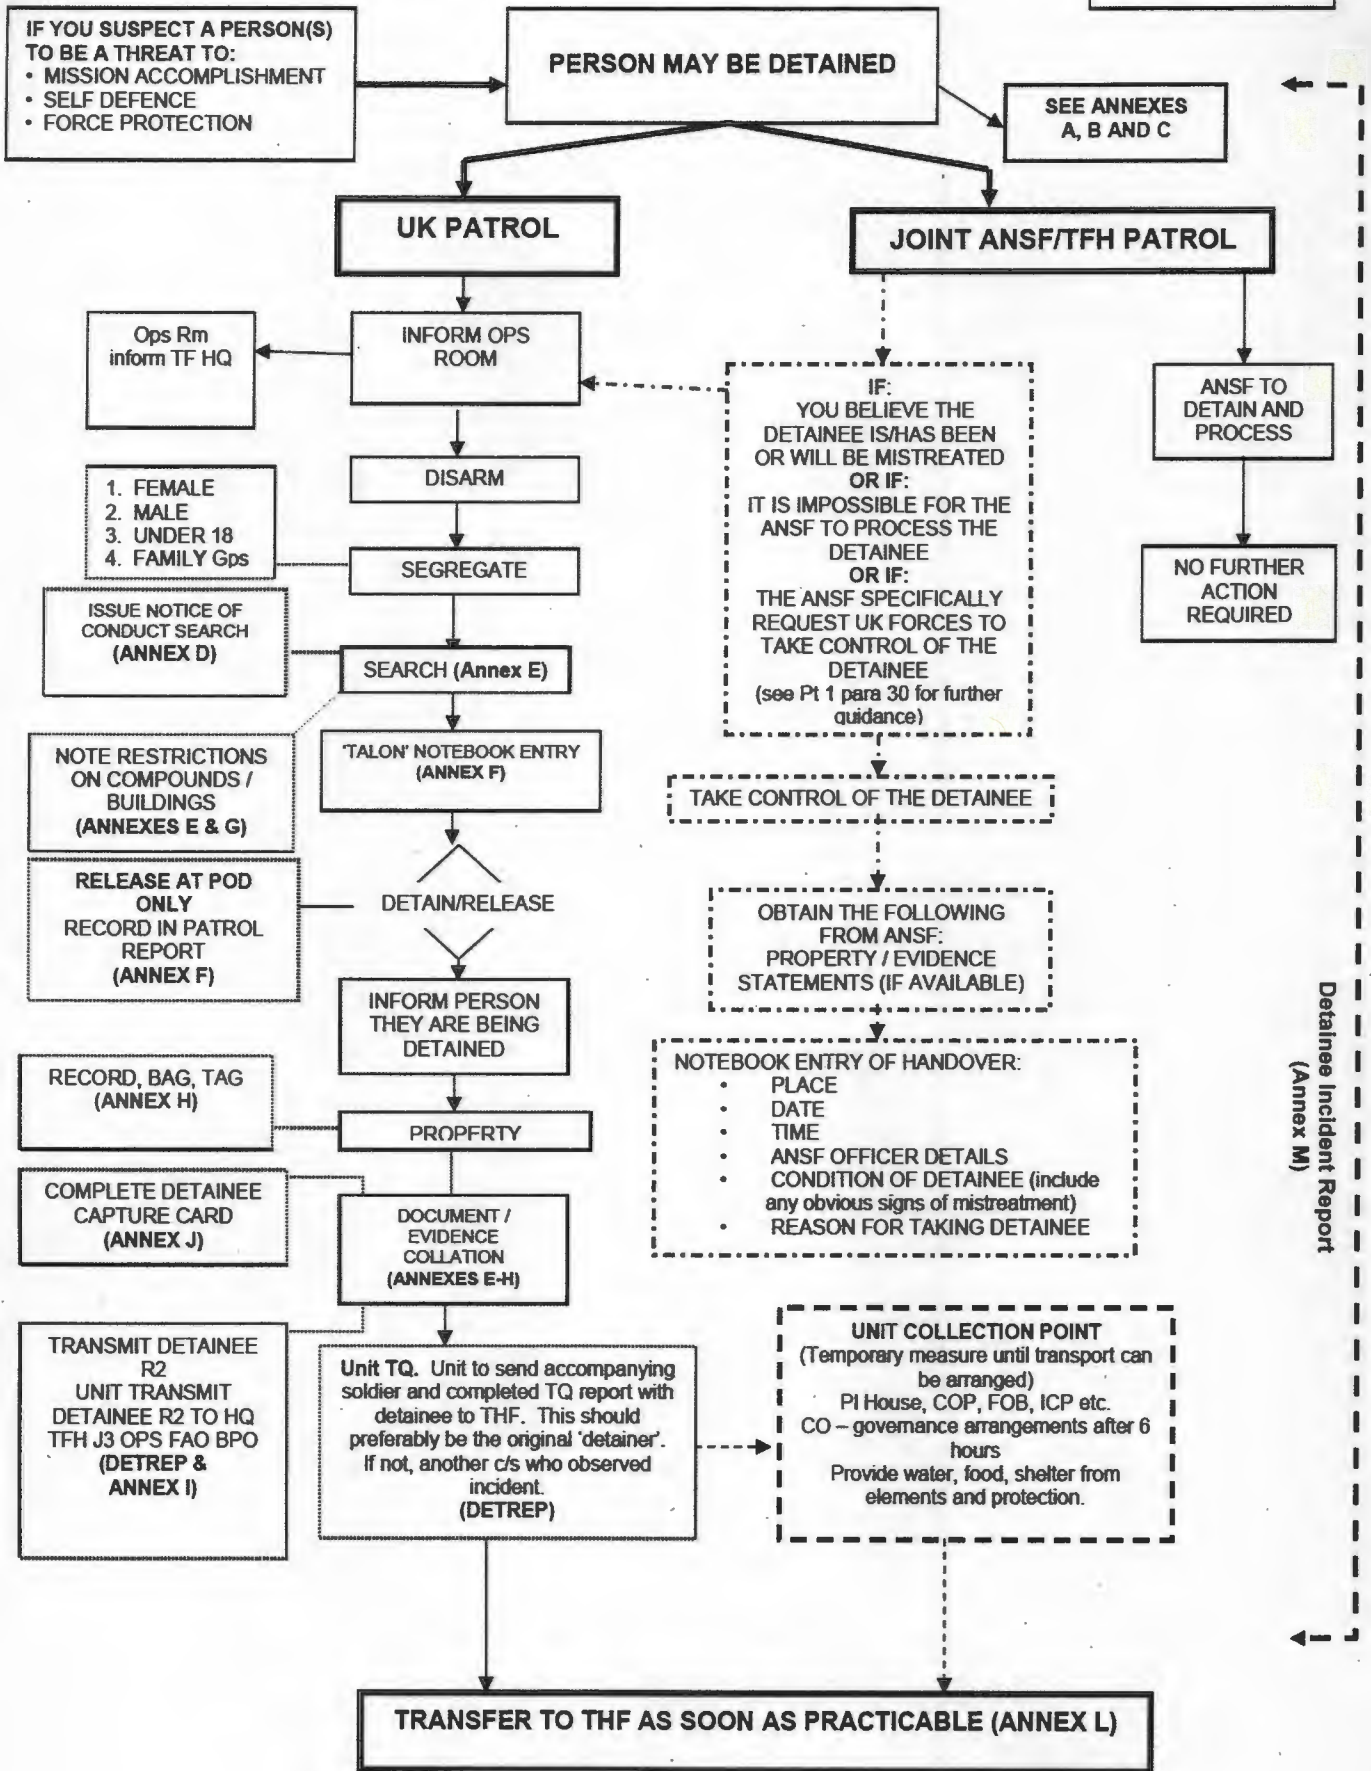 IF YOU SUSPECT A PERSON(S)
TO BE A THREAT TO:
• MISSION ACCOMPLISHMENT
• SELF DEFENCE
• FORCE PROTECTION
PERSON MAY BE DETAINED
SEE ANNEXES
A, B AND C
UK PATROL
JOINT ANSF/TFH PATROL
Ops Rm
inform TF HQ
INFORM OPS
ROOM
DISARM
1. FEMALE
2. MALE
3. UNDER 18
4. FAMILY Gps
SEGREGATE
ISSUE NOTICE OF
CONDUCT SEARCH
(ANNEX D)
SEARCH (Annex E)
NOTE RESTRICTIONS
ON COMPOUNDS /
BUILDINGS
(ANNEXES E & G)
'TALON' NOTEBOOK ENTRY
(ANNEX F)
RELEASE AT POD
ONLY
RECORD IN PATROL
REPORT
(ANNEX F)
DETAIN/RELEASE
INFORM PERSON
THEY ARE BEING
DETAINED
RECORD, BAG, TAG
(ANNEX H)
PROPERTY
COMPLETE DETAINEE
CAPTURE CARD
(ANNEX J)
DOCUMENT /
EVIDENCE
COLLATION
(ANNEXES E-H)
TRANSMIT DETAINEE
R2
UNIT TRANSMIT
DETAINEE R2 TO HQ
TFH J3 OPS FAO BPO
(DETREP &
ANNEX I)
Unit TQ. Unit to send accompanying
soldier and completed TQ report with
detainee to THF. This should
preferably be the original 'detainer'.
If not, another c/s who observed
incident.
(DETREP)
IF:
YOU BELIEVE THE
DETAINEE IS/HAS BEEN
OR WILL BE MISTREATED
OR IF:
IT IS IMPOSSIBLE FOR THE
ANSF TO PROCESS THE
DETAINEE
OR IF:
THE ANSF SPECIFICALLY
REQUEST UK FORCES TO
TAKE CONTROL OF THE
DETAINEE
(see Pt 1 para 30 for further
guidance)
TAKE CONTROL OF THE DETAINEE
OBTAIN THE FOLLOWING
FROM ANSF:
PROPERTY / EVIDENCE
STATEMENTS (IF AVAILABLE)
NOTEBOOK ENTRY OF HANDOVER:
• PLACE
• DATE
• TIME
• ANSF OFFICER DETAILS
• CONDITION OF DETAINEE (include
any obvious signs of mistreatment)
• REASON FOR TAKING DETAINEE
UNIT COLLECTION POINT
(Temporary measure until transport can
be arranged)
PI House, COP, FOB, ICP etc.
CO – governance arrangements after 6
hours
Provide water, food, shelter from
elements and protection.
ANSF TO
DETAIN AND
PROCESS
NO FURTHER
ACTION
REQUIRED
Detainee Incident Report
(Annex M)
TRANSFER TO THF AS SOON AS PRACTICABLE (ANNEX L)